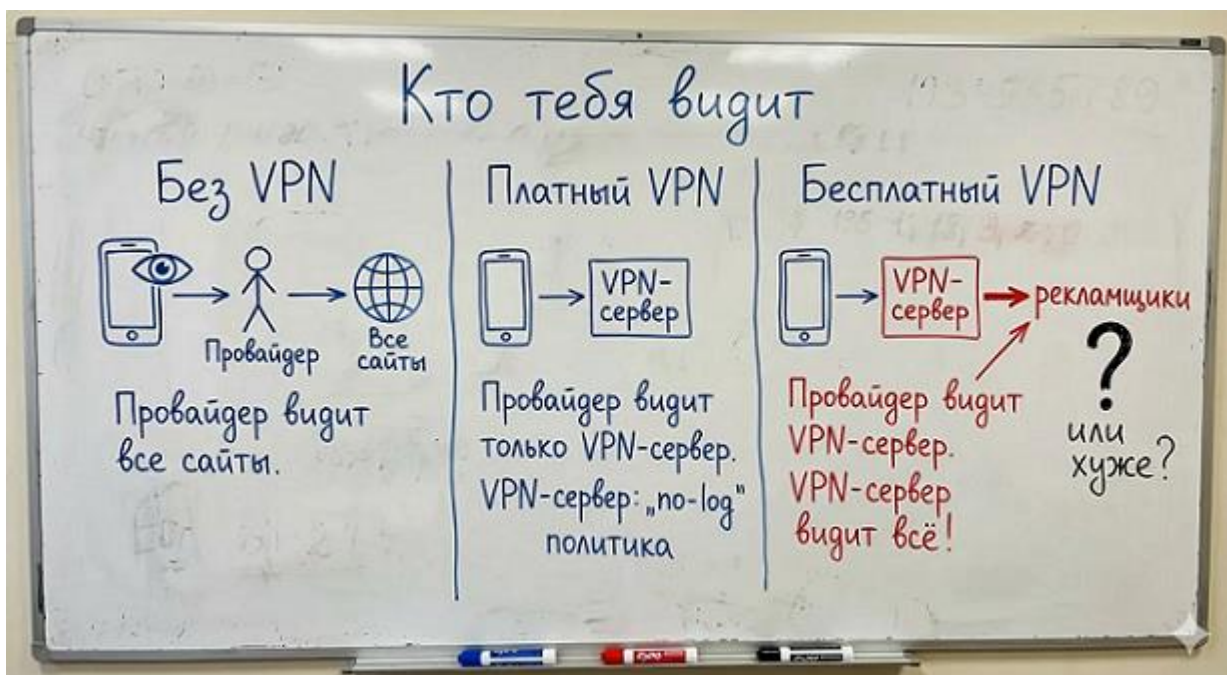 Кто тебя видит
Без VPN
Провайдер
Все
сайты
Провайдер видит
все сайты.
Платный VPN
VPN-
сервер
Провайдер видит
только VPN-сервер.
VPN-сервер: „no-log"
политика
Бесплатный VPN
VPN-
сервер
рекламщики
Провайдер видит
VPN-сервер.
VPN-сервер
видит всё!
?
или
хуже?